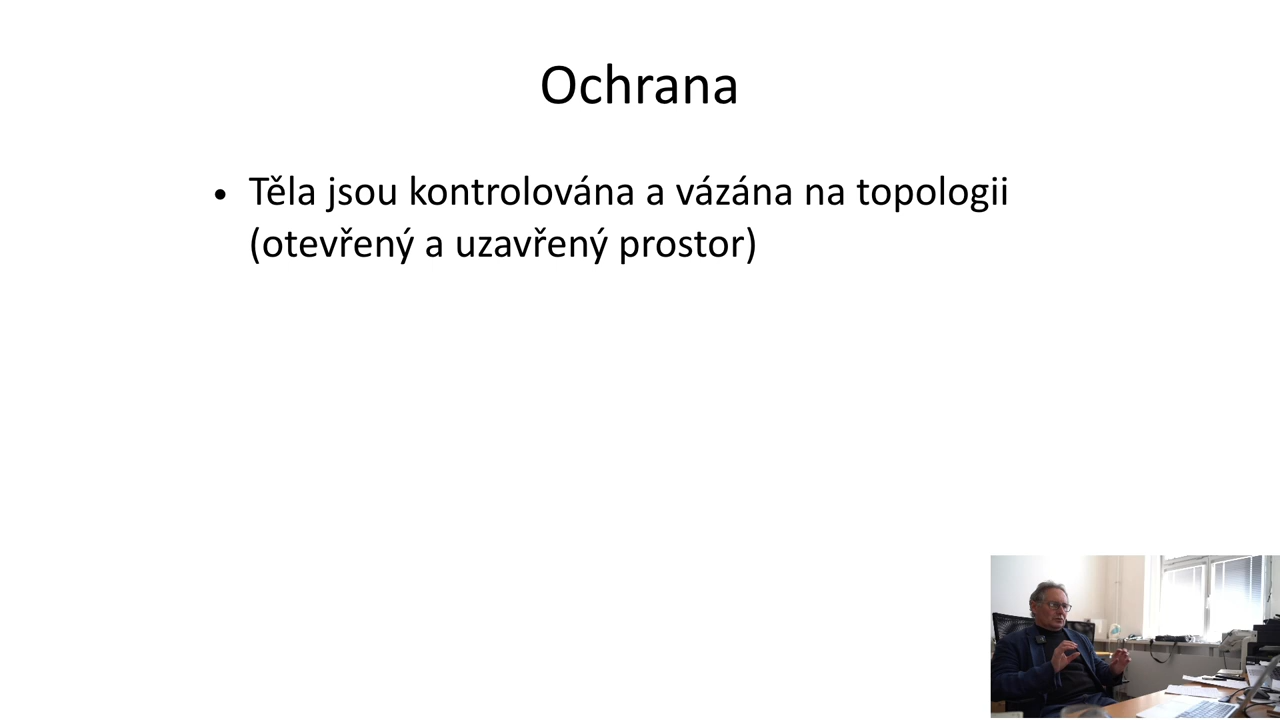 Ochrana
• Těla jsou kontrolována a vázána na topologii
(otevřený a uzavřený prostor)